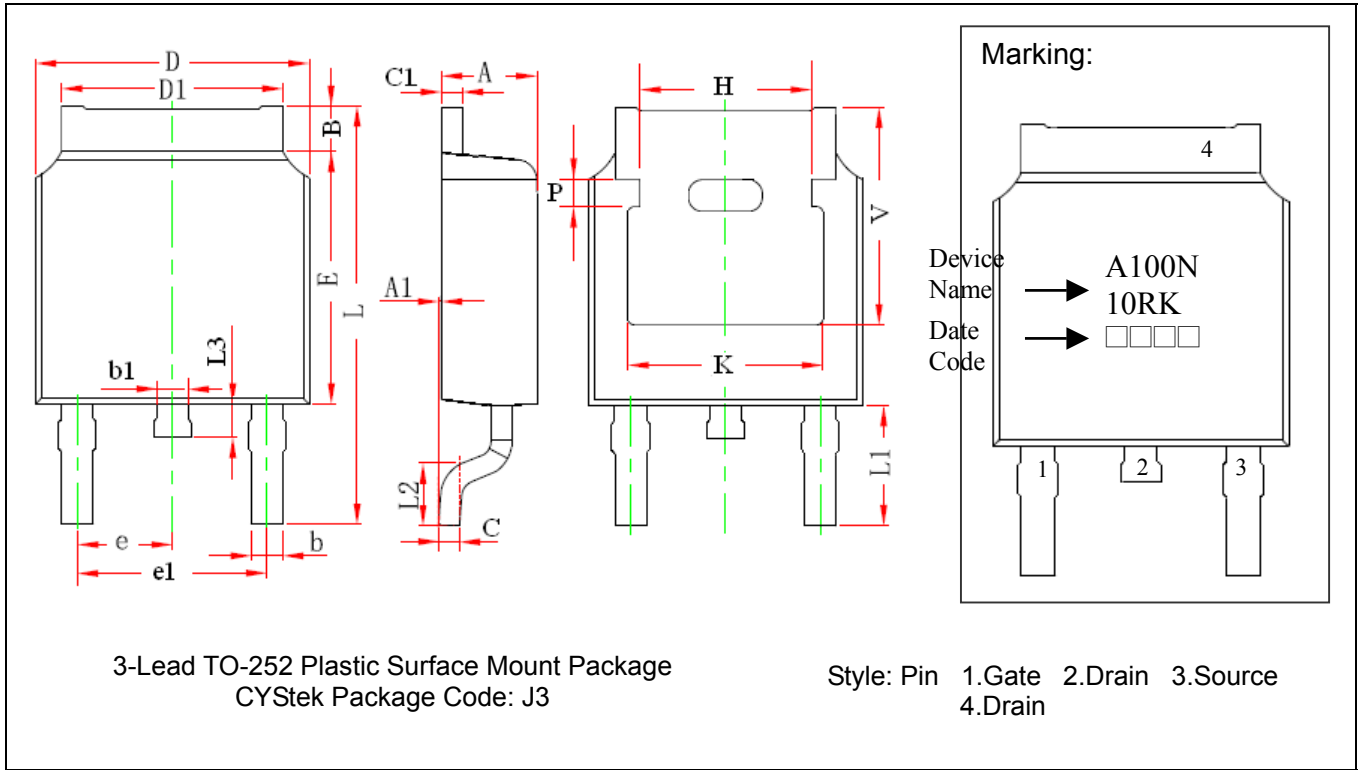 D
D1
B
E
L
L3
b1
e
e1
b
C1
A
A1
L2
C
H
P
V
K
L1
Marking:
4
Device
Name
A100N
10RK
Date
Code
□□□□
1
2
3
3-Lead TO-252 Plastic Surface Mount Package
CYStek Package Code: J3
Style: Pin 1.Gate 2.Drain 3.Source
4.Drain